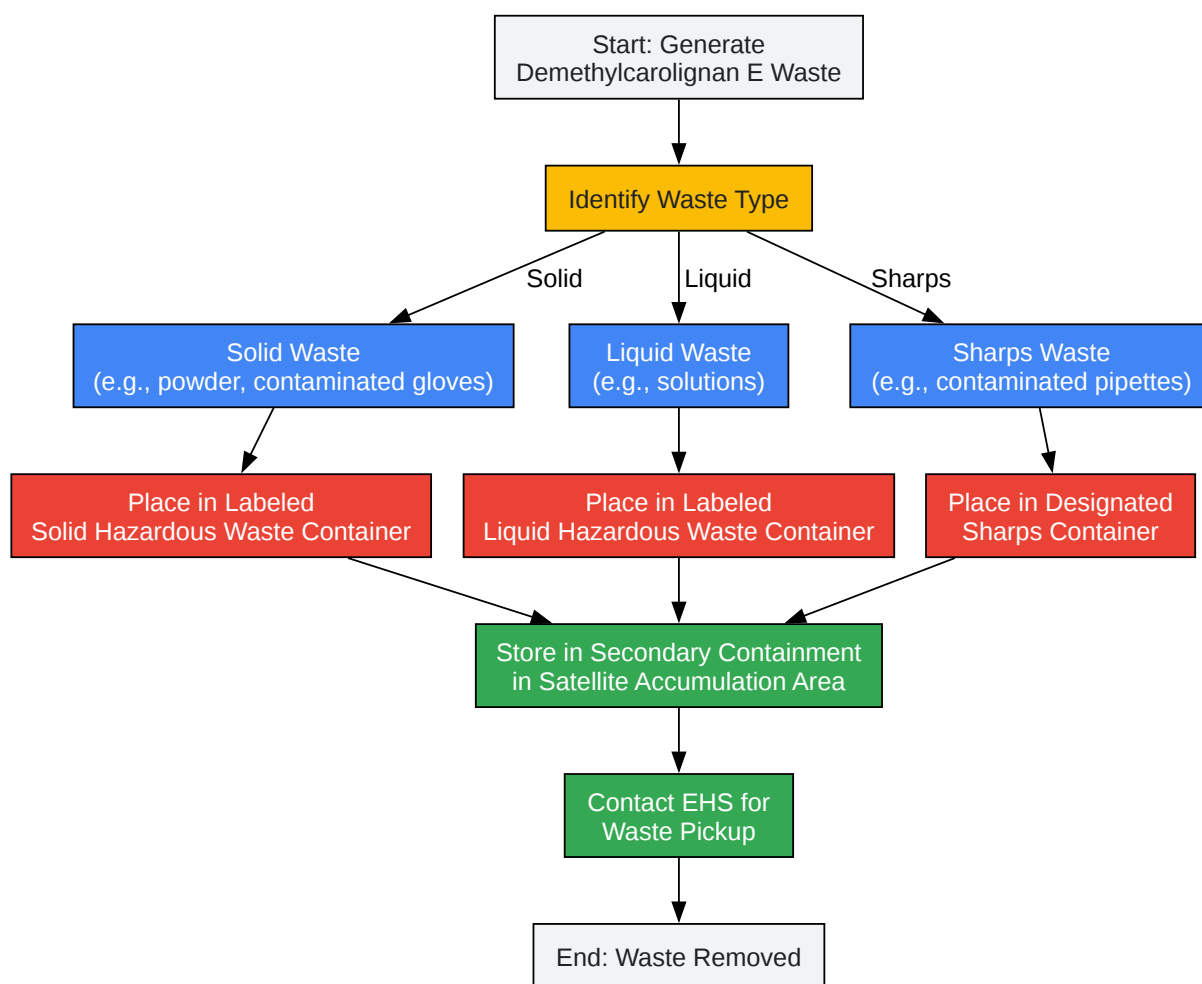 Start: Generate
Demethylcarolignan E Waste
Identify Waste Type
Solid
Liquid
Sharps
Solid Waste
(e.g., powder, contaminated gloves)
Liquid Waste
(e.g., solutions)
Sharps Waste
(e.g., contaminated pipettes)
Place in Labeled
Solid Hazardous Waste Container
Place in Labeled
Liquid Hazardous Waste Container
Place in Designated
Sharps Container
Store in Secondary Containment
in Satellite Accumulation Area
Contact EHS for
Waste Pickup
End: Waste Removed